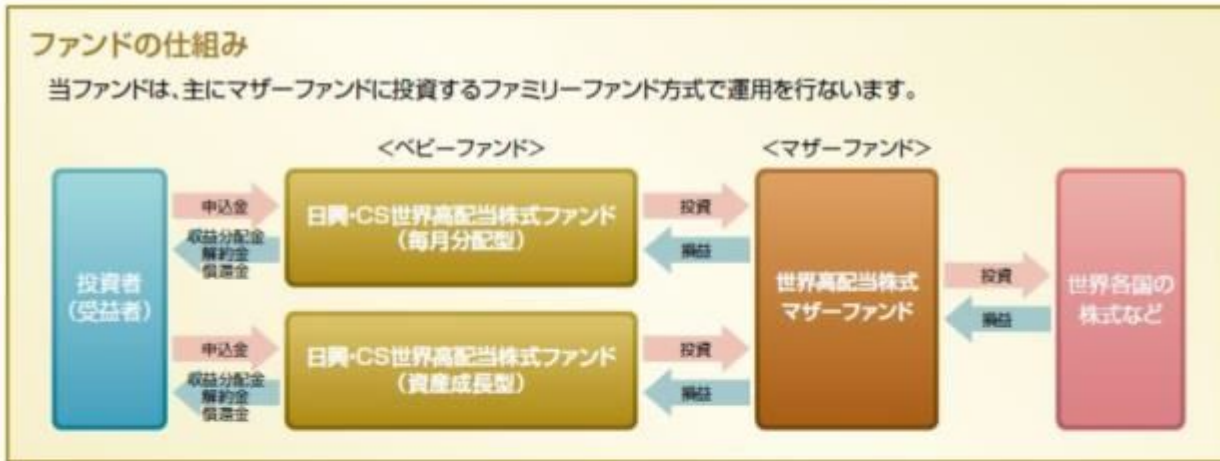 ファンドの仕組み
当ファンドは、主にマザーファンドに投資するファミリーファンド方式で運用を行ないます。
<ベビーファンド>
<マザーファンド>
投資者
(受益者)
申込金
収益分配金
解約金
償還金
日興・CS世界高配当株式ファンド
(毎月分配型)
投資
損益
申込金
収益分配金
解約金
償還金
日興・CS世界高配当株式ファンド
(資産成長型)
投資
損益
世界高配当株式
マザーファンド
投資
損益
世界各国の
株式など